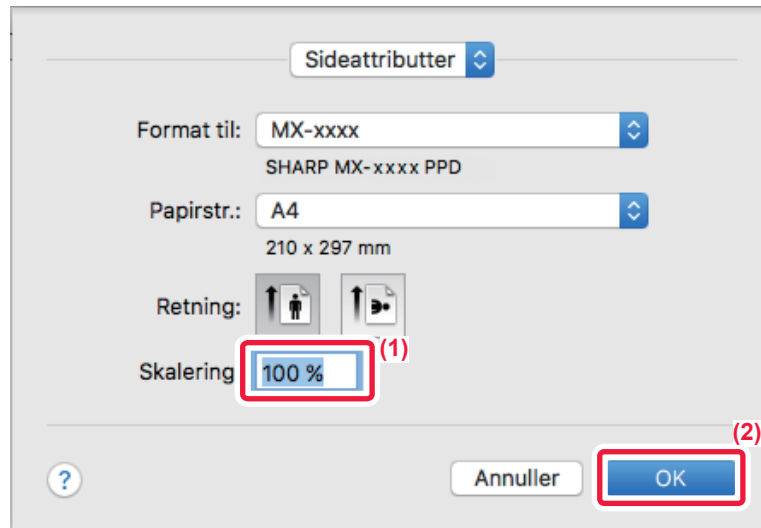 Sideattributter
Format til: MX-xxxx
SHARP MX-xxxx PPD
Papirstr.: A4
210 x 297 mm
Retning:
(1)
Skalering 100 %
(2)
? Annuller OK